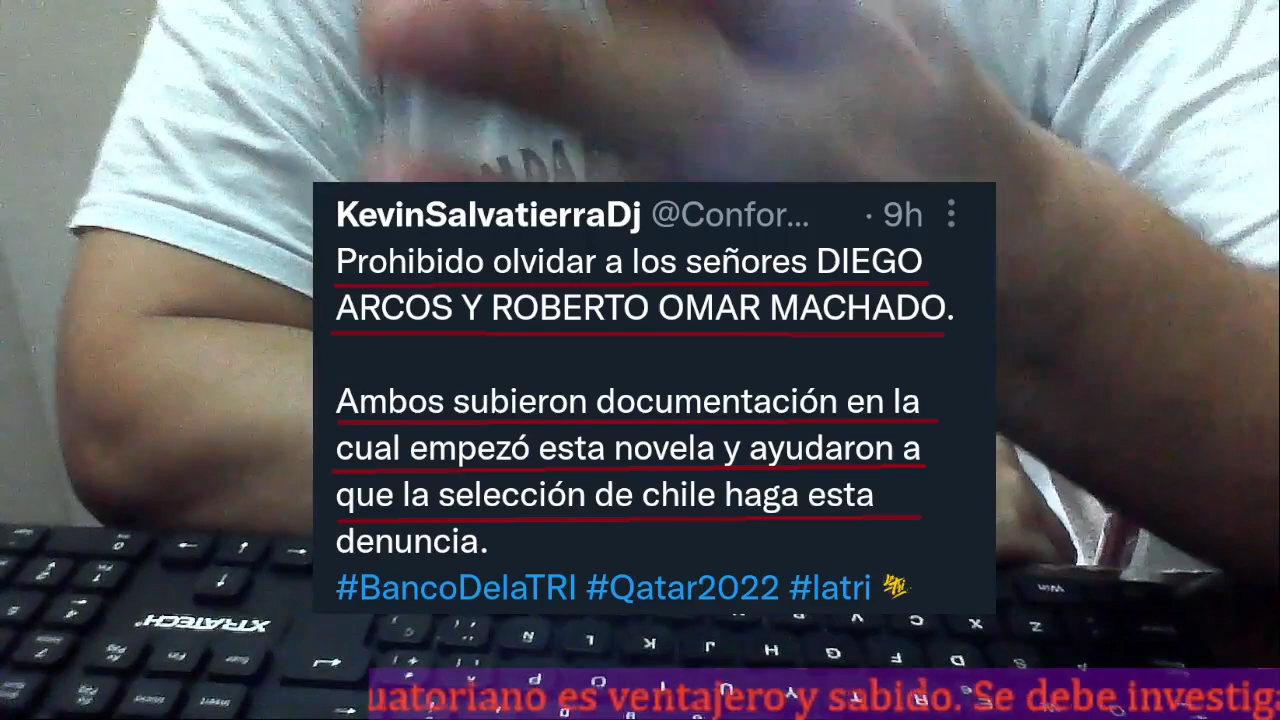 KevinSalvatierraDj @Confor... · 9h
Prohibido olvidar a los señores DIEGO
ARCOS Y ROBERTO OMAR MACHADO.
Ambos subieron documentación en la
cual empezó esta novela y ayudaron a
que la selección de chile haga esta
denuncia.
#BancoDelaTRI #Qatar2022 #latri
XTRATECH
uatoriano es ventajero y sabido. Se debe investiga